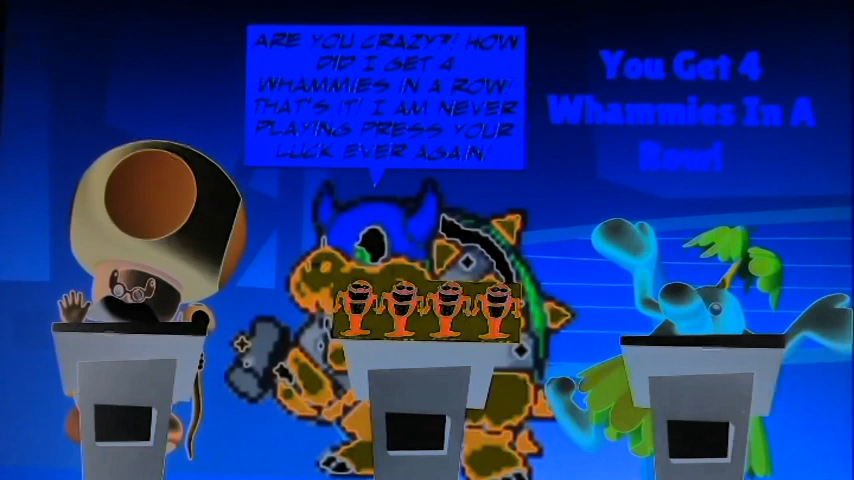 ARE YOU CRAZY?! HOW
DID I GET 4
WHAMMIES IN A ROW!
THAT'S IT! I AM NEVER
PLAYING PRESS YOUR
LUCK EVER AGAIN!
You Get 4
Whammies In A
Row!